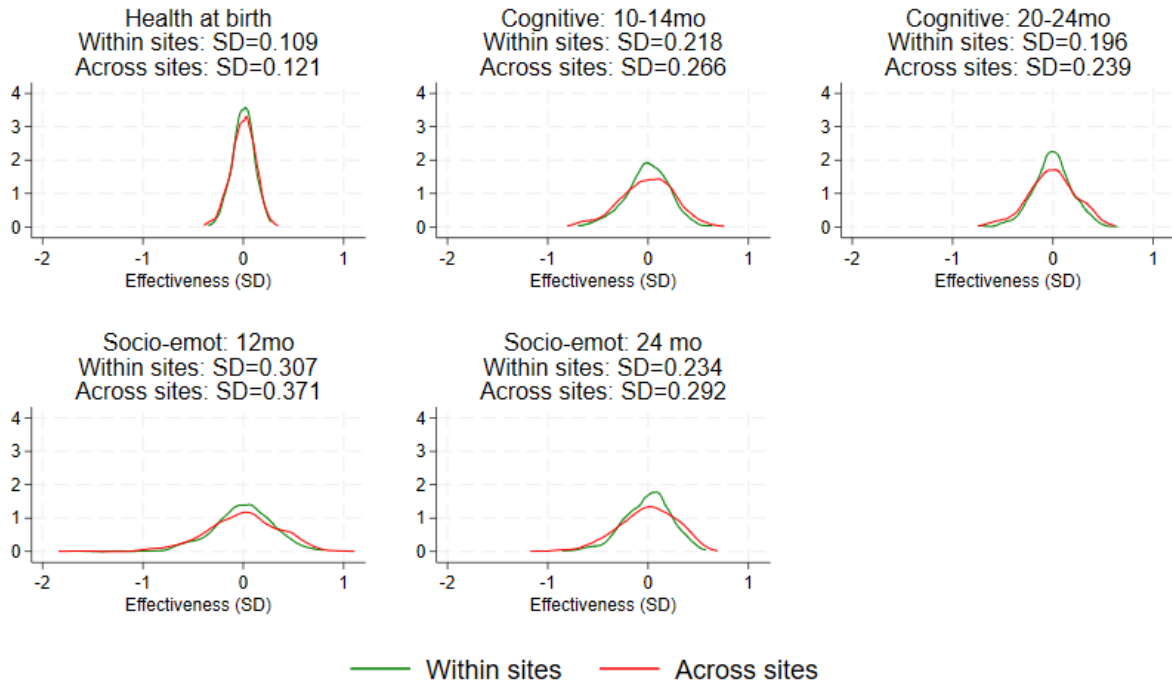 Health at birth
Within sites: SD=0.109
Across sites: SD=0.121
4
3
2
1
0
-2
-1
0
1
Effectiveness (SD)
Cognitive: 10-14mo
Within sites: SD=0.218
Across sites: SD=0.266
4
3
2
1
0
-2
-1
0
1
Effectiveness (SD)
Cognitive: 20-24mo
Within sites: SD=0.196
Across sites: SD=0.239
4
3
2
1
0
-2
-1
0
1
Effectiveness (SD)
Socio-emot: 12mo
Within sites: SD=0.307
Across sites: SD=0.371
4
3
2
1
0
-2
-1
0
1
Effectiveness (SD)
Socio-emot: 24 mo
Within sites: SD=0.234
Across sites: SD=0.292
4
3
2
1
0
-2
-1
0
1
Effectiveness (SD)
Within sites
Across sites